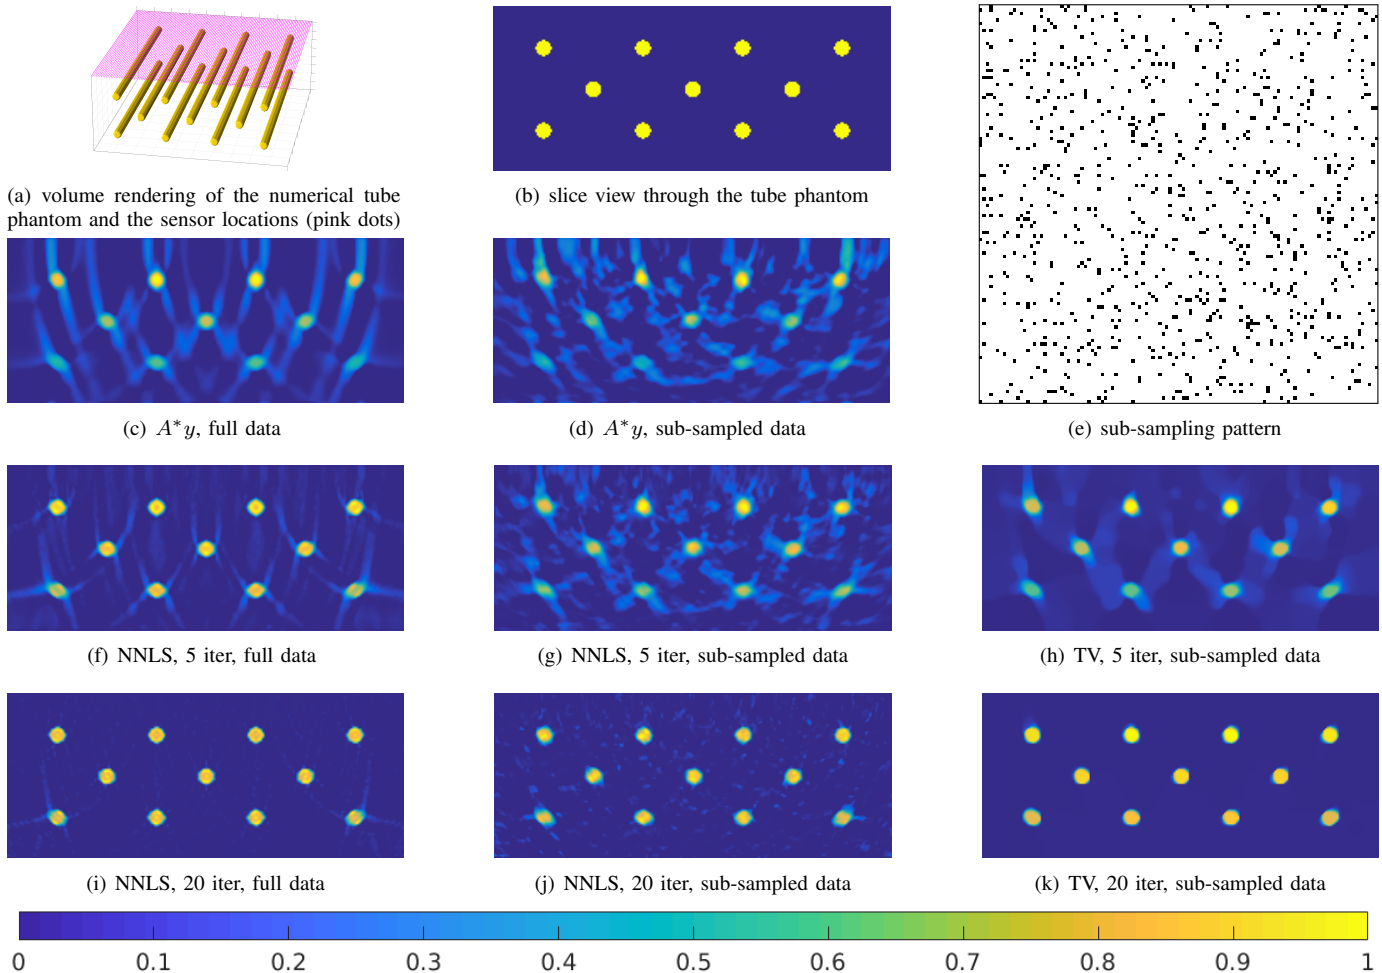 (a) volume rendering of the numerical tube
phantom and the sensor locations (pink dots)
(b) slice view through the tube phantom
(c) A*y, full data
(d) A*y, sub-sampled data
(e) sub-sampling pattern
(f) NNLS, 5 iter, full data
(g) NNLS, 5 iter, sub-sampled data
(h) TV, 5 iter, sub-sampled data
(i) NNLS, 20 iter, full data
(j) NNLS, 20 iter, sub-sampled data
(k) TV, 20 iter, sub-sampled data
0 0.1 0.2 0.3 0.4 0.5 0.6 0.7 0.8 0.9 1